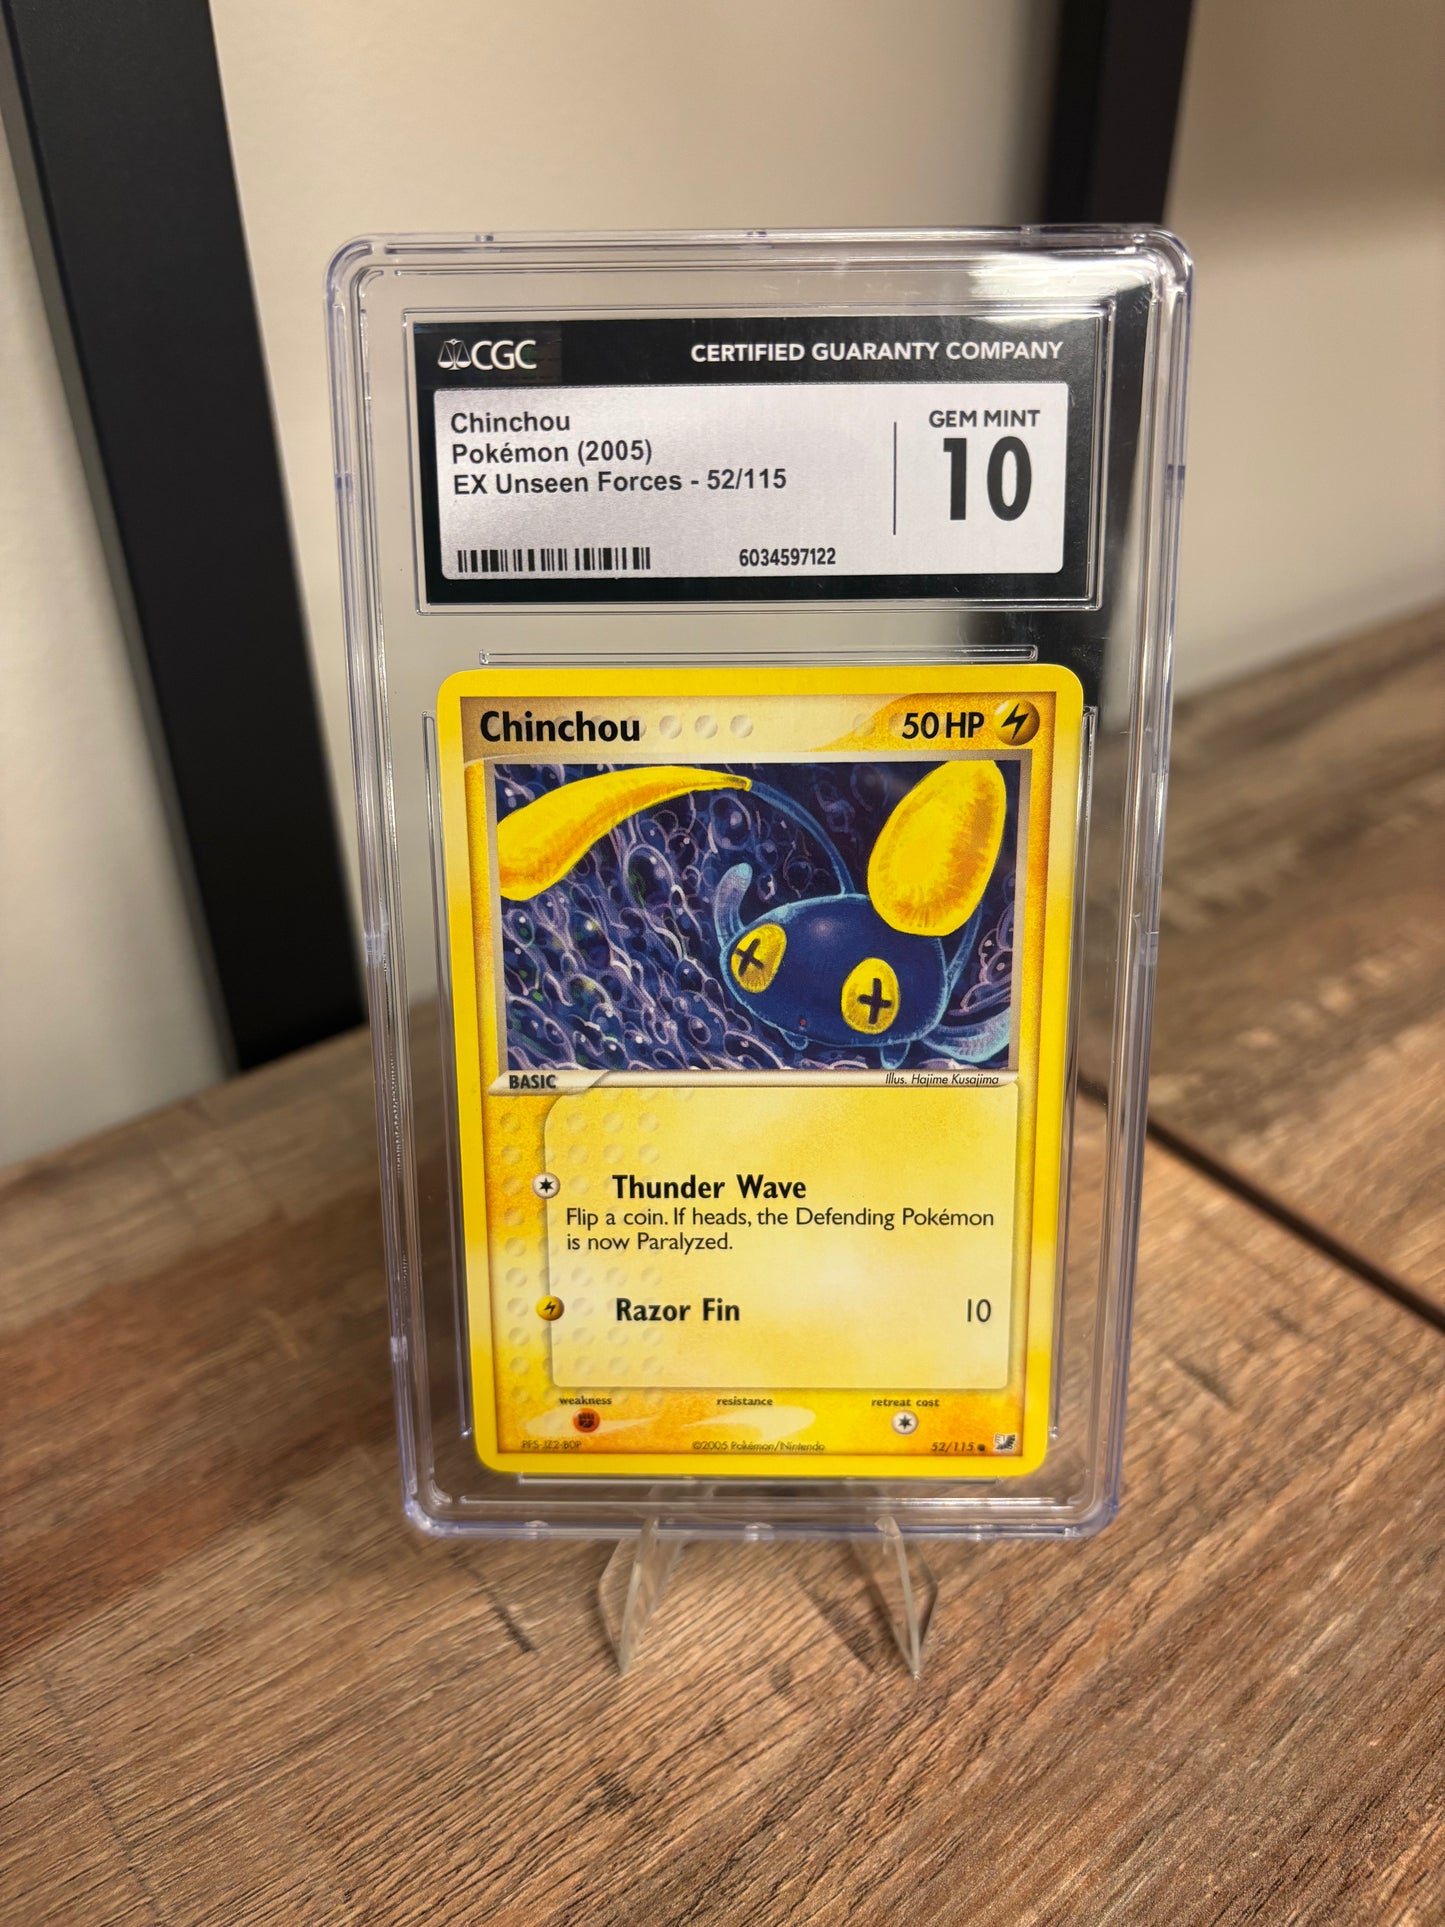 CGC
CERTIFIED GUARANTY COMPANY
Chinchou
Pokémon (2005)
EX Unseen Forces - 52/115
GEM MINT
10
6034597122
Chinchou
50 HP
BASIC
Illus. Hajime Kusajima
Thunder Wave
Flip a coin. If heads, the Defending Pokémon
is now Paralyzed.
Razor Fin 10
weakness resistance retreat cost
©2005 Pokémon/Nintendo
52/115